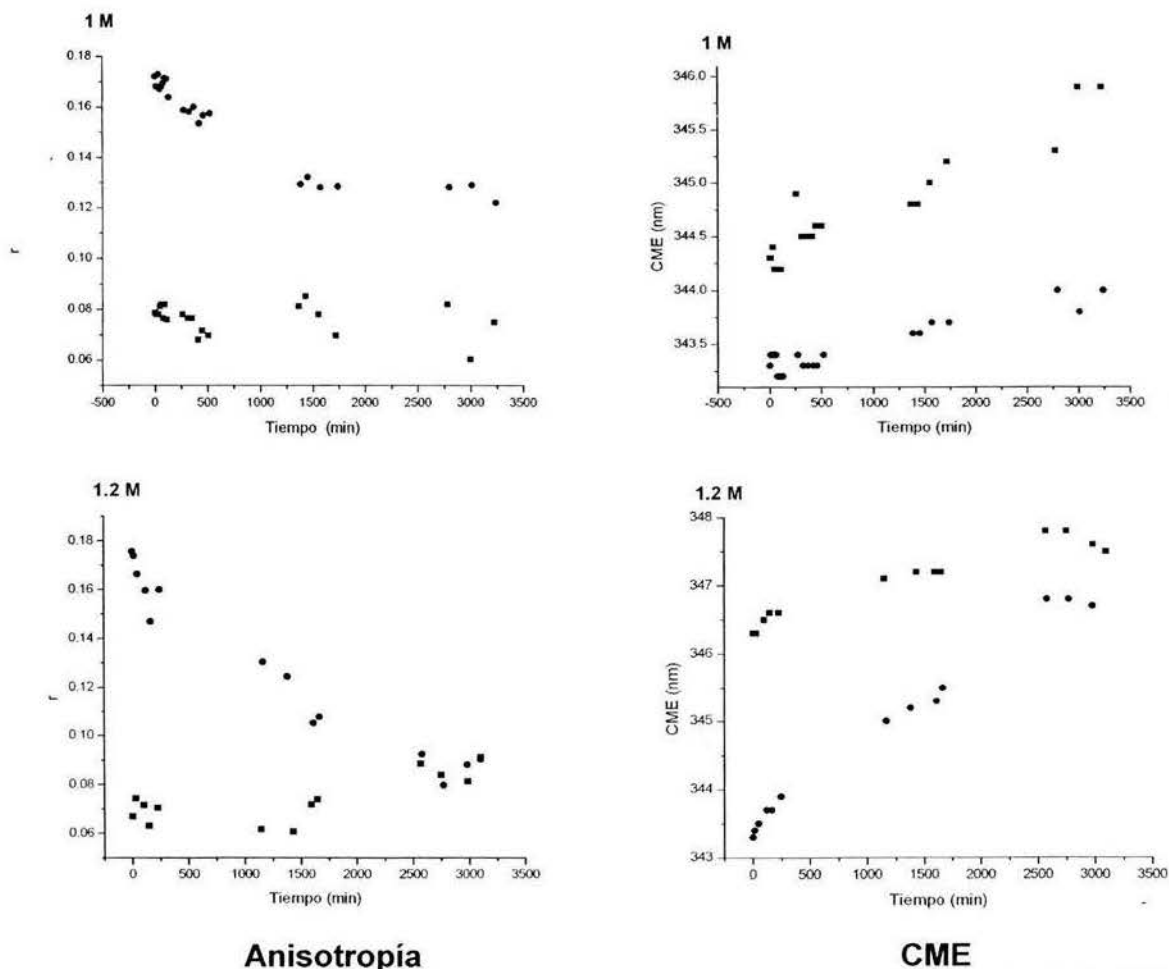 1 M
0.18
0.16
0.14
0.12
0.10
0.08
0.06
r
-500 0 500 1000 1500 2000 2500 3000 3500
Tiempo (min)
1 M
346.0
345.5
345.0
344.5
344.0
343.5
CME (nm)
-500 0 500 1000 1500 2000 2500 3000 3500
Tiempo (min)
1.2 M
0.18
0.16
0.14
0.12
0.10
0.08
0.06
r
0 500 1000 1500 2000 2500 3000 3500
Tiempo (min)
1.2 M
348
347
346
345
344
343
CME (nm)
0 500 1000 1500 2000 2500 3000 3500
Tiempo (min)
Anisotropía
CME